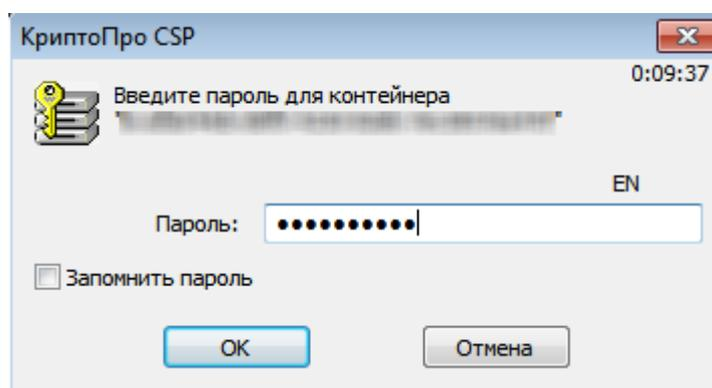 КриптоПро CSP
0:09:37
Введите пароль для контейнера
EN
Пароль: ••••••••••
Запомнить пароль
OK Отмена